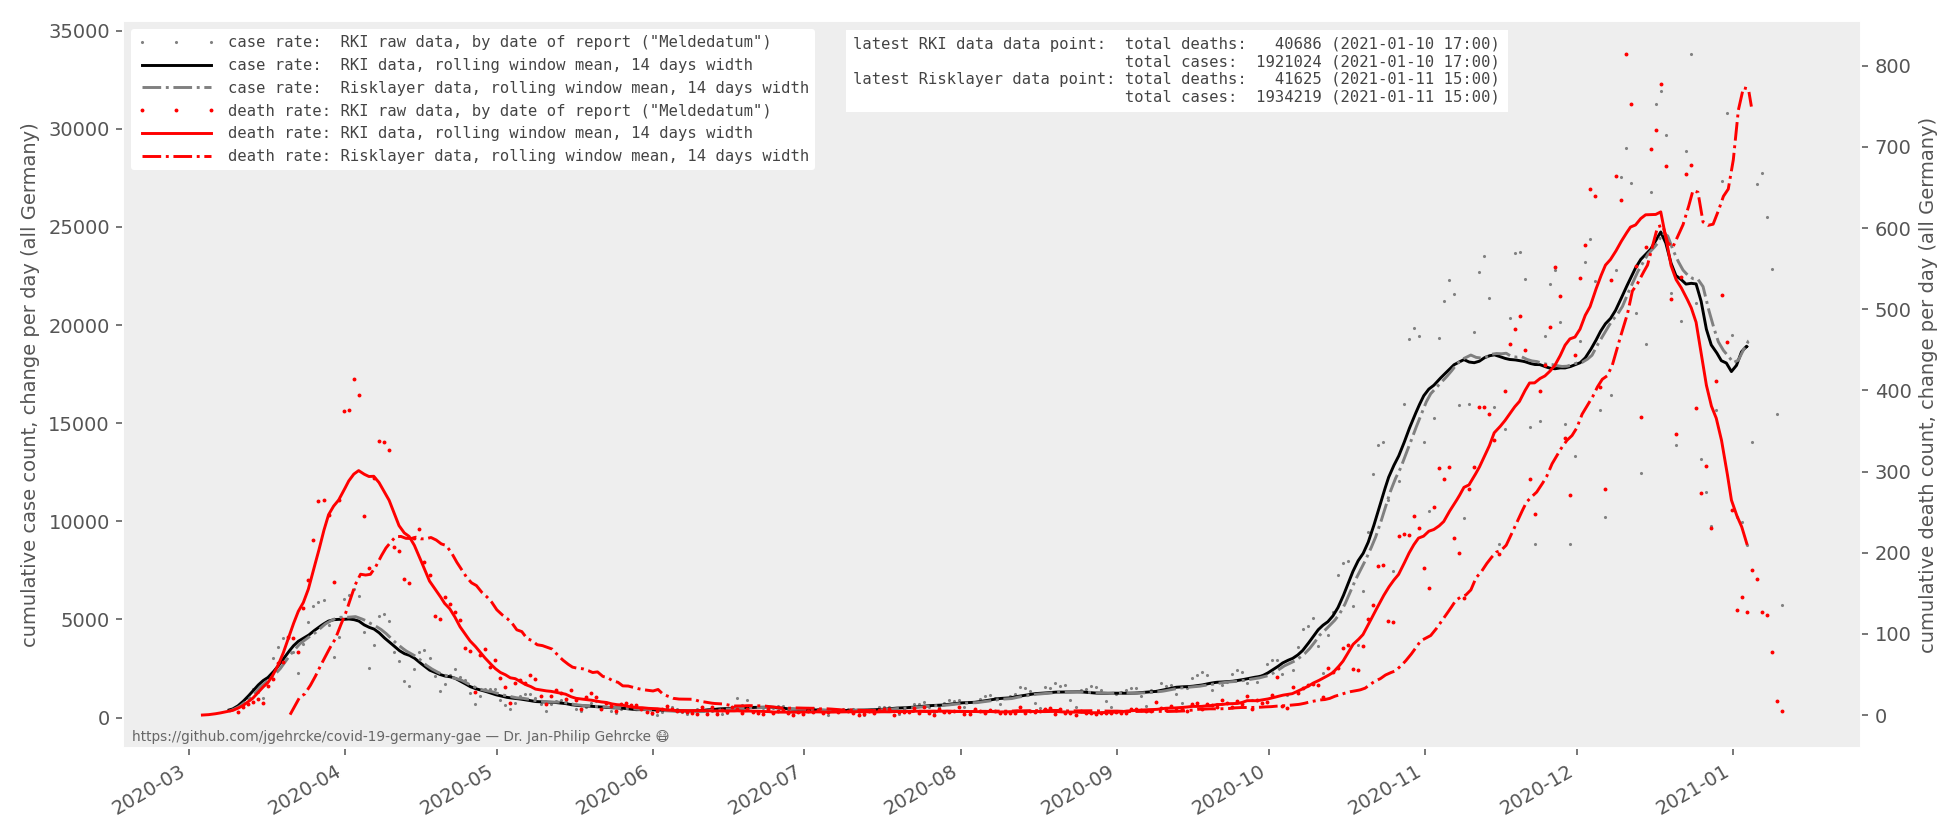 35000
30000
25000
20000
15000
10000
5000
0
cumulative case count, change per day (all Germany)
case rate:  RKI raw data, by date of report ("Meldedatum")
case rate:  RKI data, rolling window mean, 14 days width
case rate:  Risklayer data, rolling window mean, 14 days width
death rate: RKI raw data, by date of report ("Meldedatum")
death rate: RKI data, rolling window mean, 14 days width
death rate: Risklayer data, rolling window mean, 14 days width
latest RKI data data point:  total deaths:   40686 (2021-01-10 17:00)
total cases:  1921024 (2021-01-10 17:00)
latest Risklayer data point: total deaths:   41625 (2021-01-11 15:00)
total cases:  1934219 (2021-01-11 15:00)
800
700
600
500
400
300
200
100
0
cumulative death count, change per day (all Germany)
https://github.com/jgehrcke/covid-19-germany-gae — Dr. Jan-Philip Gehrcke 😷
2020-03
2020-04
2020-05
2020-06
2020-07
2020-08
2020-09
2020-10
2020-11
2020-12
2021-01